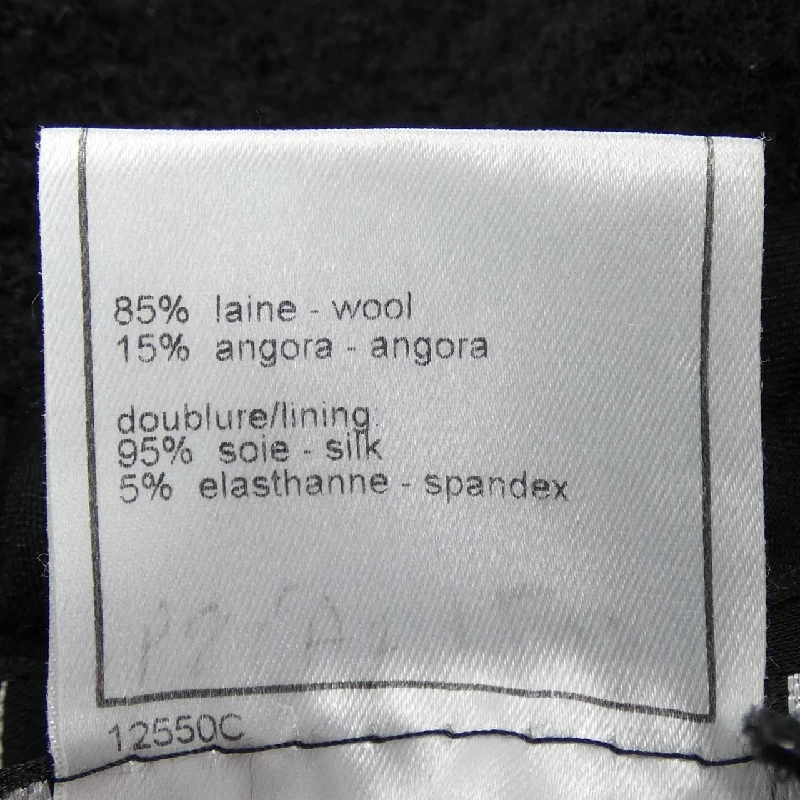 85% laine - wool
15% angora - angora
doublure/lining:
95% soie - silk
5% elasthanne - spandex
12550C